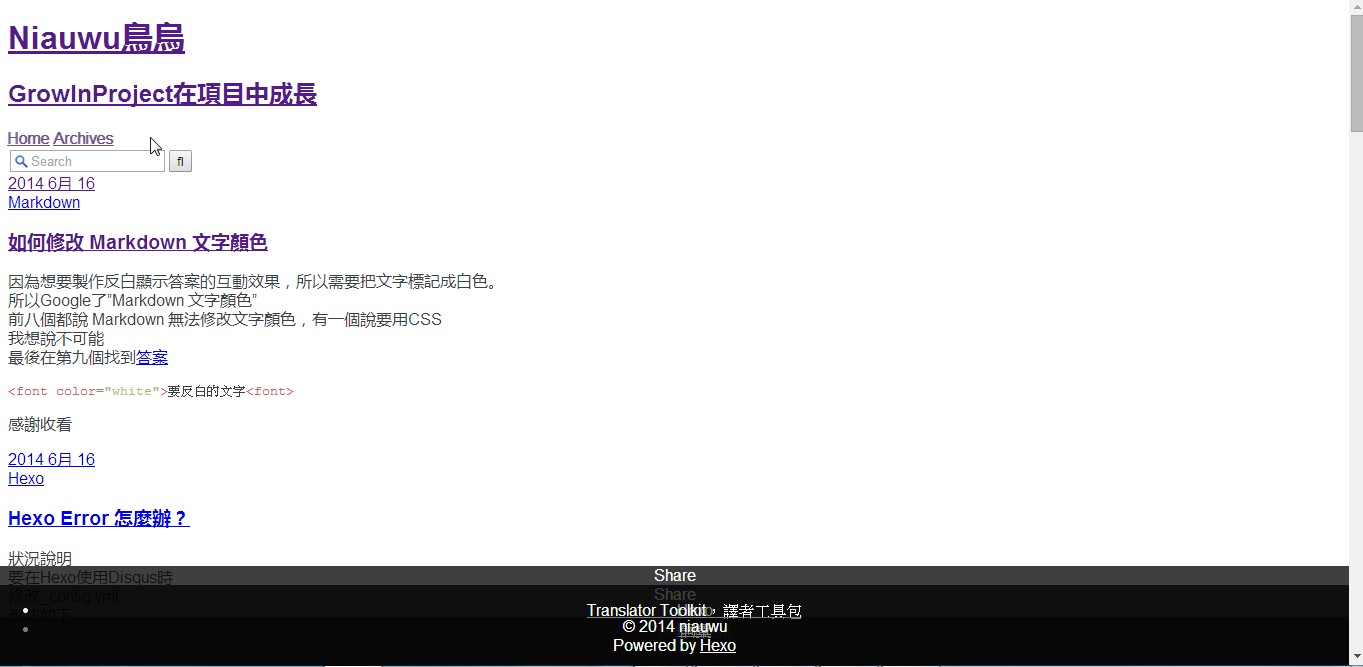 Niauwu鳥烏
GrowInProject在項目中成長
Home Archives
Search
fl
2014 6月 16
Markdown
如何修改 Markdown 文字顏色
因為想要製作反白顯示答案的互動效果，所以需要把文字標記成白色。
所以Google了”Markdown 文字顏色”
前八個都說 Markdown 無法修改文字顏色，有一個說要用CSS
我想說不可能
最後在第九個找到答案
<font color="white">要反白的文字<font>
感謝收看
2014 6月 16
Hexo
Hexo Error 怎麼辦？
狀況說明
要在Hexo使用Disqus時
修改_config.yml
改成如下
Share
Share
Translator Toolkit，譯者工具包
© 2014 niauwu
Powered by Hexo